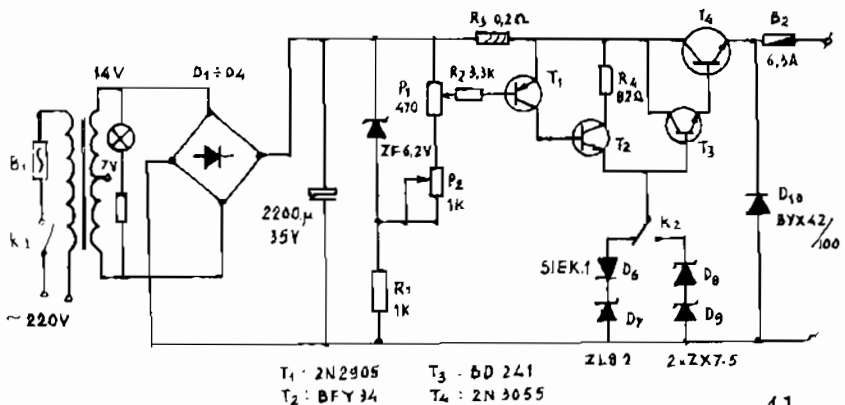 R3 0,2Ω
T4
B2
6,3A
14V
D1÷D4
P1
470
R2 3,3K
T1
R4
82Ω
T2
T3
B1
7V
ZF6,2V
P2
1K
K2
D10
BYX42/100
2200µ
35V
K1
~220V
R1
1K
SIEK.1
D6
D7
D8
D9
ZL82
2xZX7.5
T1: 2N2905
T3: BD241
T2: BFY34
T4: 2N3055